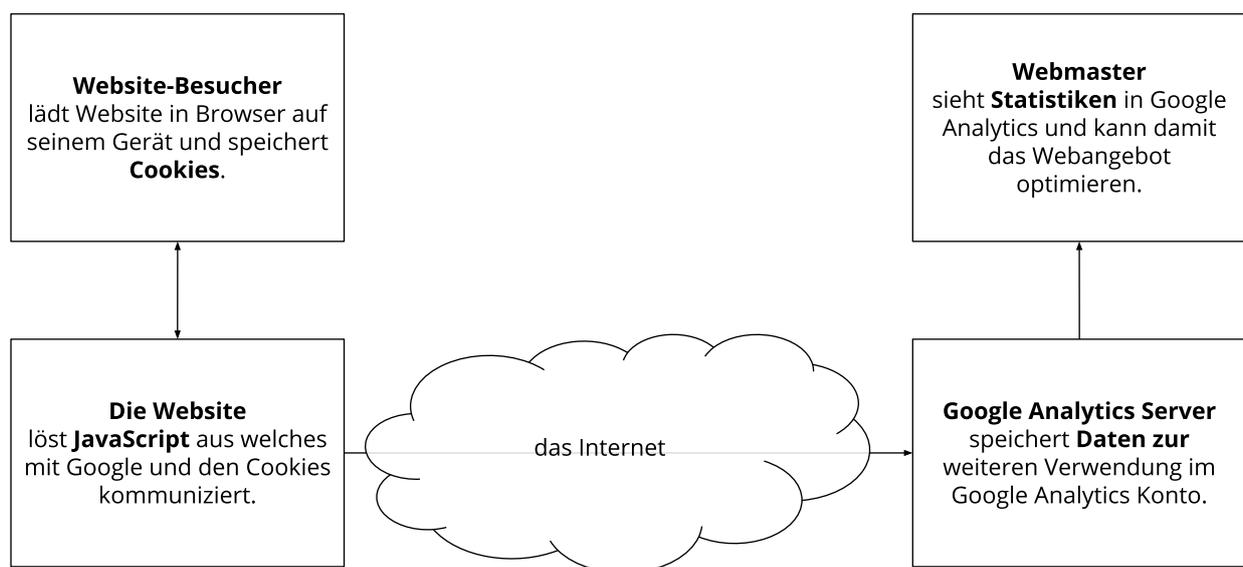 Website-Besucher
lädt Website in Browser auf
seinem Gerät und speichert
Cookies.
Webmaster
sieht Statistiken in Google
Analytics und kann damit
das Webangebot
optimieren.
Die Website
löst JavaScript aus welches
mit Google und den Cookies
kommuniziert.
das Internet
Google Analytics Server
speichert Daten zur
weiteren Verwendung im
Google Analytics Konto.